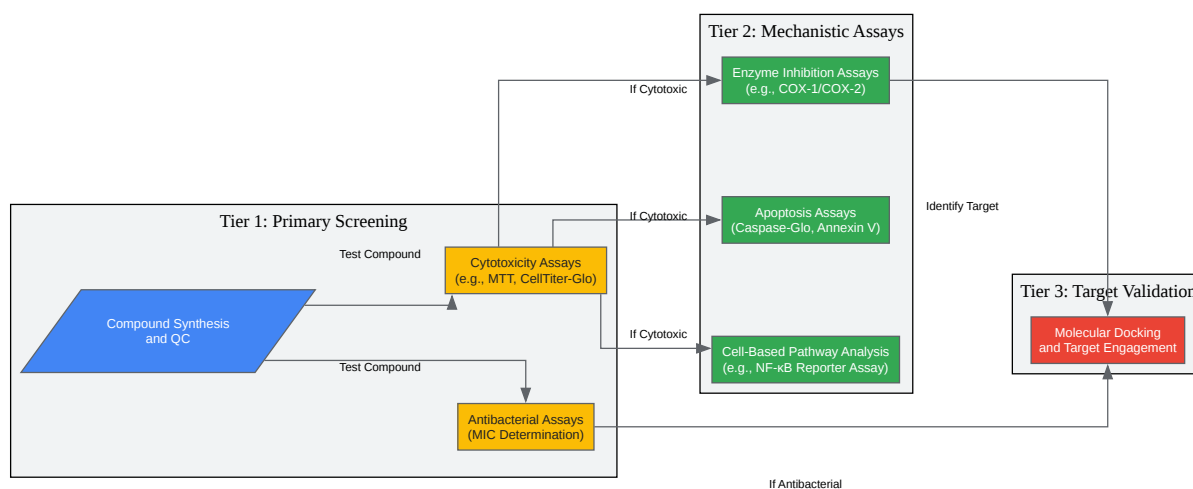 Tier 2: Mechanistic Assays
Enzyme Inhibition Assays
(e.g., COX-1/COX-2)
If Cytotoxic
Tier 1: Primary Screening
Apoptosis Assays
(Caspase-Glo, Annexin V)
If Cytotoxic
Identify Target
Test Compound
Cytotoxicity Assays
(e.g., MTT, CellTiter-Glo)
Tier 3: Target Validation
Compound Synthesis
and QC
If Cytotoxic
Cell-Based Pathway Analysis
(e.g., NF-κB Reporter Assay)
Molecular Docking
and Target Engagement
Test Compound
Antibacterial Assays
(MIC Determination)
If Antibacterial